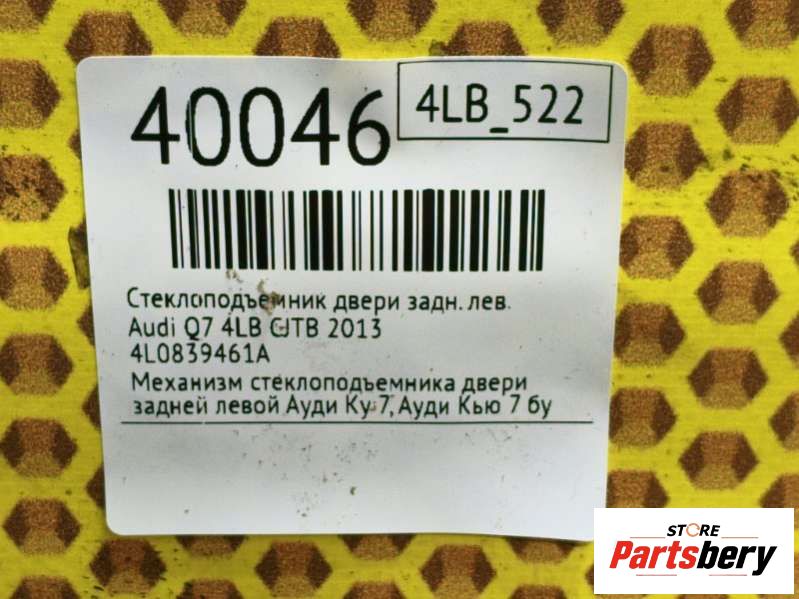 40046
4LB_522
Стеклоподъемник двери задн. лев.
Audi Q7 4LB CJTB 2013
4L0839461A
Механизм стеклоподъемника двери
задней левой Ауди Ку 7, Ауди Кью 7 бу
STORE
Partsbery